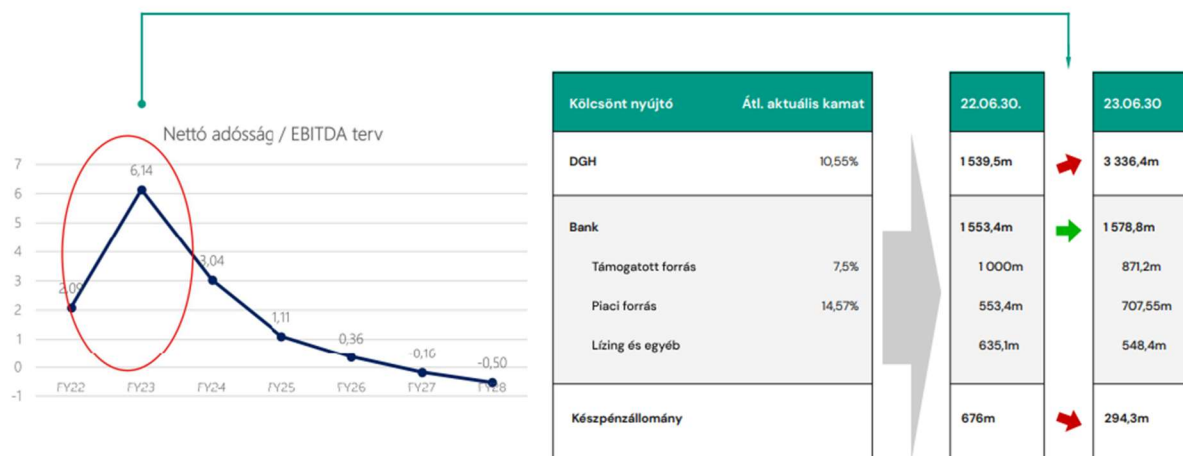 Nettó adósság / EBITDA terv
7
6
5
4
3
2
1
0
-1
2,09
6,14
3,04
1,11
0,36
-0,16
-0,50
FY22 FY23 FY24 FY25 FY26 FY27 FY28
Kölcsönt nyújtó Átl. aktuális kamat 22.06.30. 23.06.30
DGH 10,55% 1 539,5m 3 336,4m
Bank 1 553,4m 1 578,8m
Támogatott forrás 7,5% 1 000m 871,2m
Piaci forrás 14,57% 553,4m 707,55m
Lízing és egyéb 635,1m 548,4m
Készpénzállomány 676m 294,3m